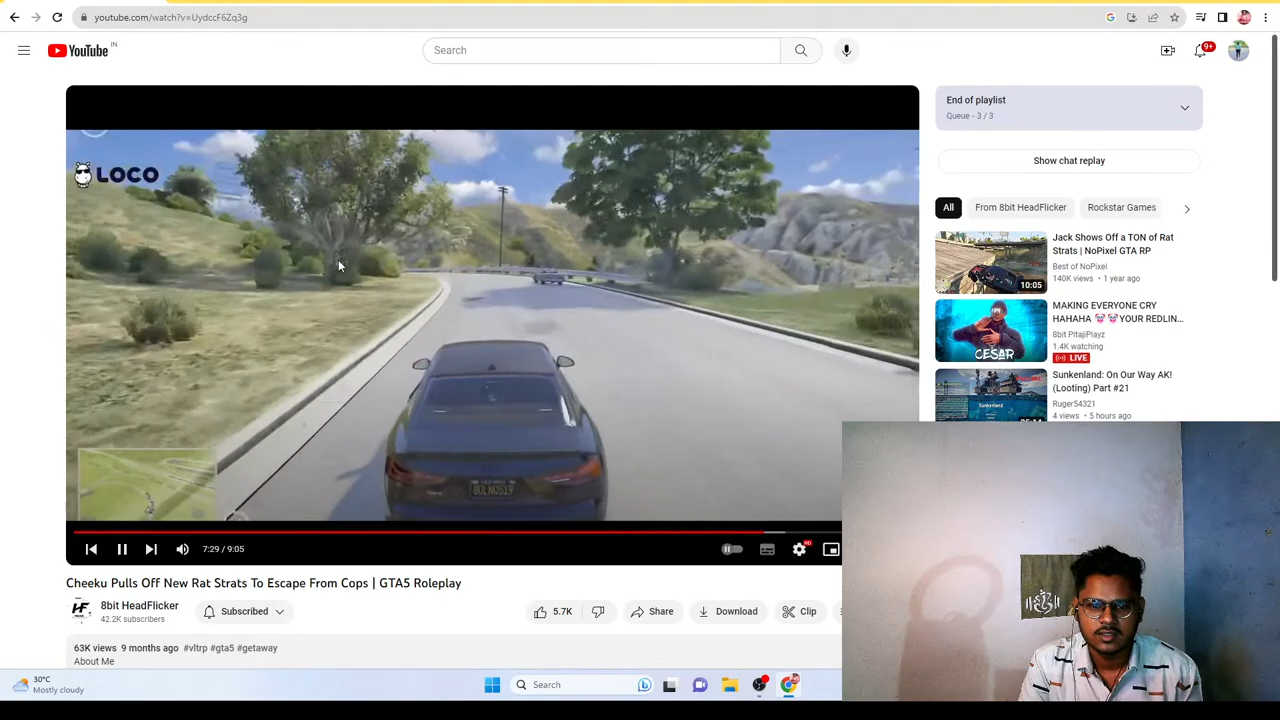 youtube.com/watch?v=UydccF6Zq3g
YouTube IN
Search
9+
LOCO
End of playlist
Queue - 3 / 3
Show chat replay
All
From 8bit HeadFlicker
Rockstar Games
Jack Shows Off a TON of Rat
Strats | NoPixel GTA RP
Best of NoPixel
140K views • 1 year ago
10:05
MAKING EVERYONE CRY
HAHAHA 🤡🤡YOUR REDLIN...
8bit PitajiPlayz
1.4K watching
LIVE
CESAR
Sunkenland: On Our Way AK!
(Looting) Part #21
Ruger54321
4 views • 5 hours ago
7:29 / 9:05
HD
Cheeku Pulls Off New Rat Strats To Escape From Cops | GTA5 Roleplay
8bit HeadFlicker
42.2K subscribers
Subscribed
5.7K
Share
Download
Clip
63K views 9 months ago #vltrp #gta5 #getaway
About Me
30°C
Mostly cloudy
Search